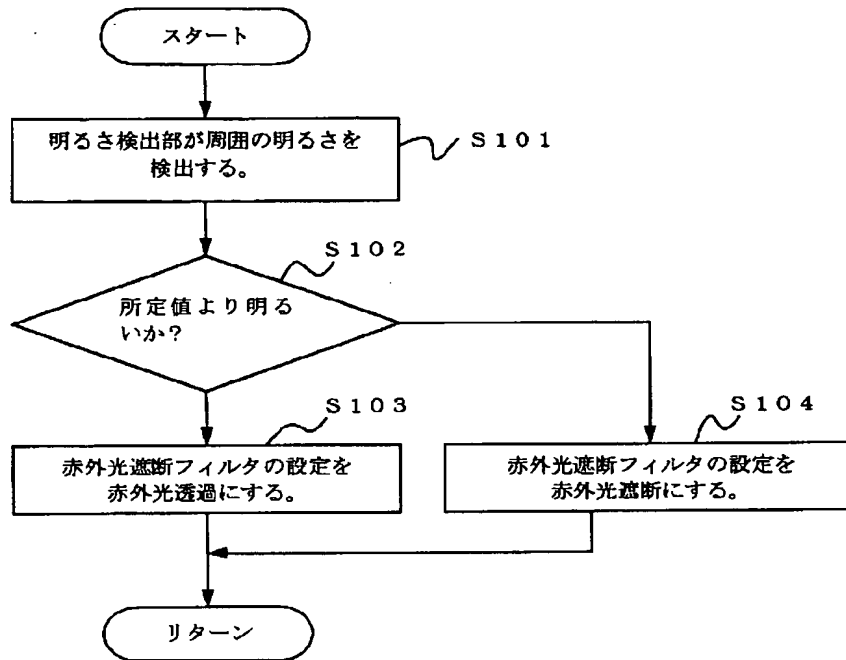 スタート
明るさ検出部が周囲の明るさを
検出する。
S101
S102
所定値より明る
いか?
S103
赤外光遮断フィルタの設定を
赤外光透過にする。
S104
赤外光遮断フィルタの設定を
赤外光遮断にする。
リターン